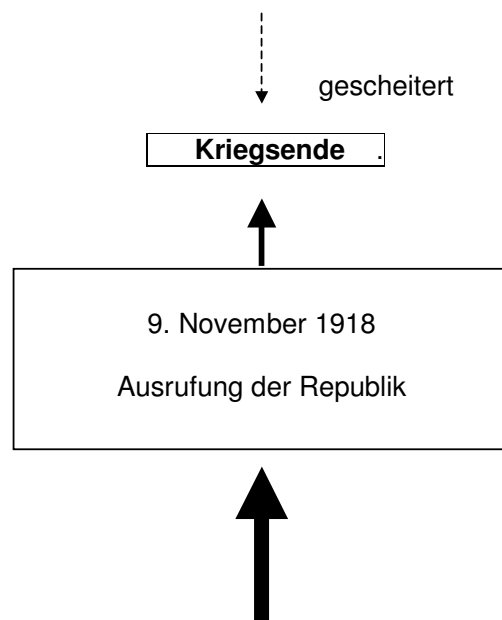 gescheitert
Kriegsende .
9. November 1918
Ausrufung der Republik